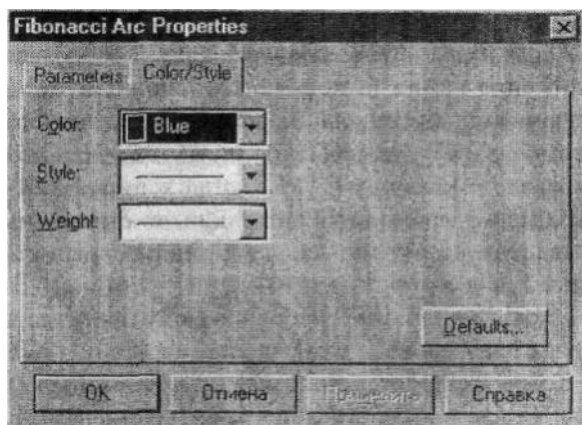 Fibonacci Arc Properties
Parameters
Color/Style
Color:
Blue
Style:
Weight:
Defaults...
OK
Отмена
Справка